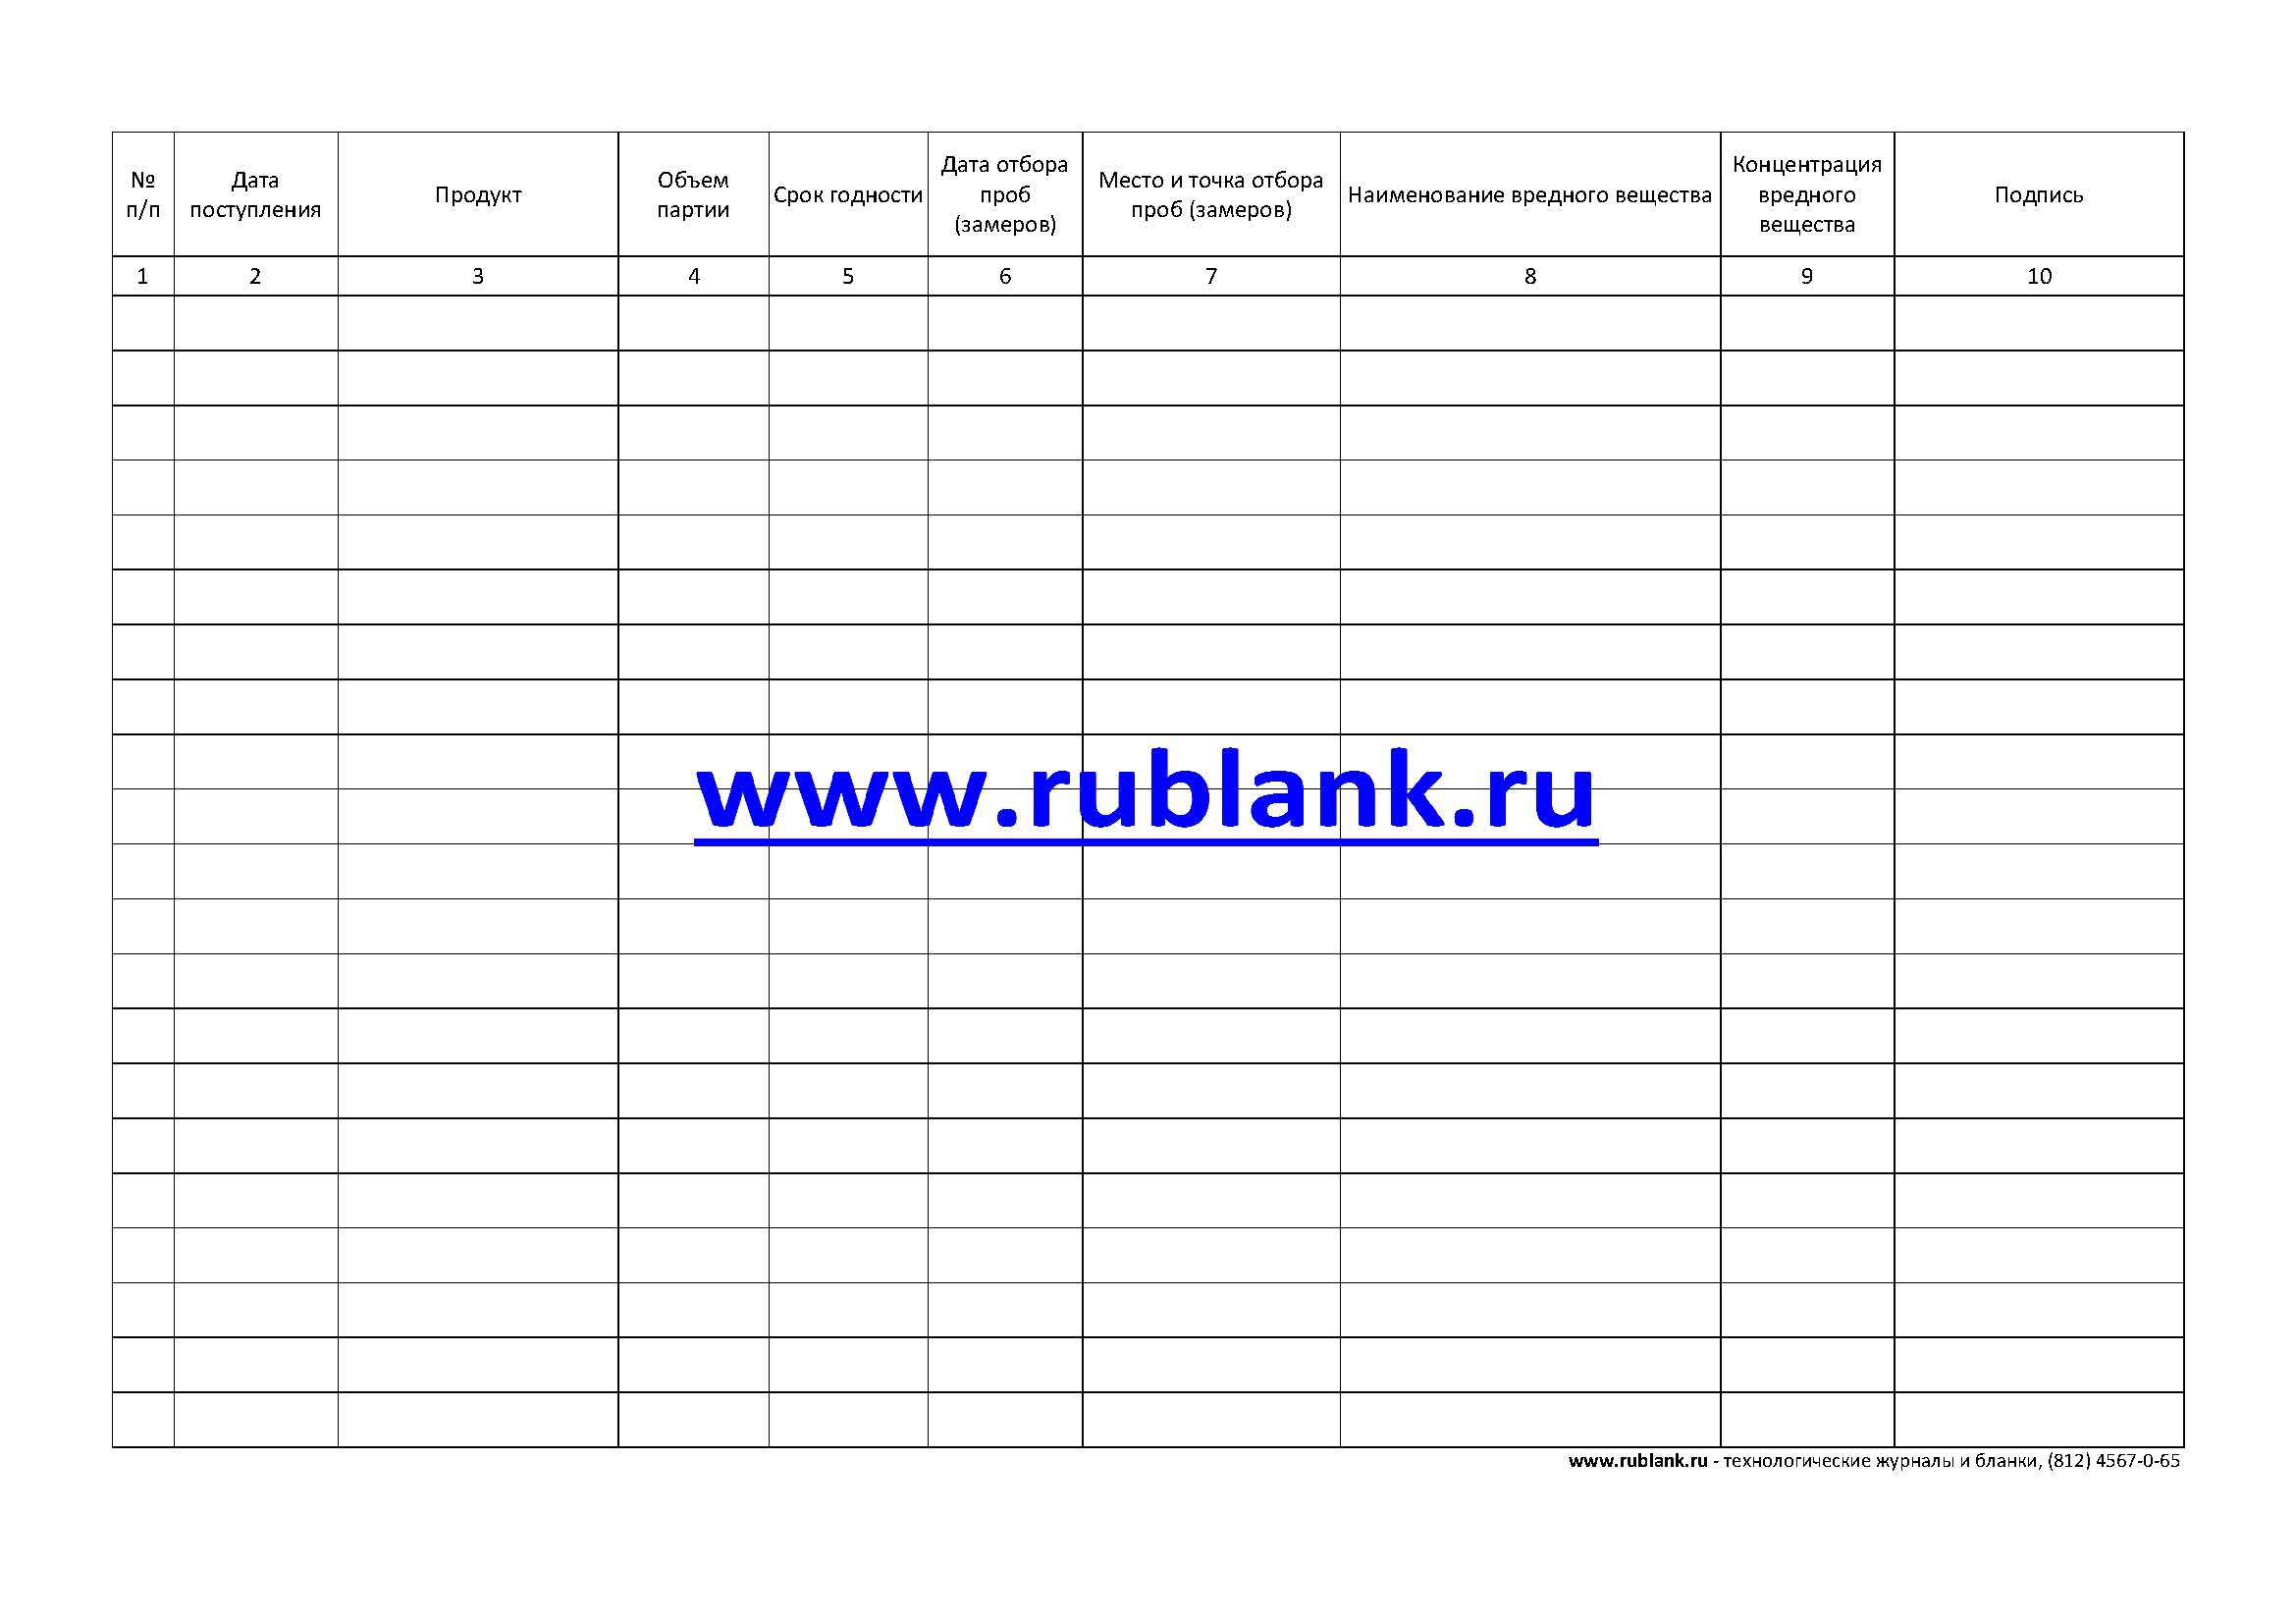 №
п/п
Дата
поступления
Продукт
Объем
партии
Срок годности
Дата отбора
проб
(замеров)
Место и точка отбора
проб (замеров)
Наименование вредного вещества
Концентрация
вредного
вещества
Подпись
1 2 3 4 5 6 7 8 9 10
www.rublank.ru
www.rublank.ru - технологические журналы и бланки, (812) 4567-0-65